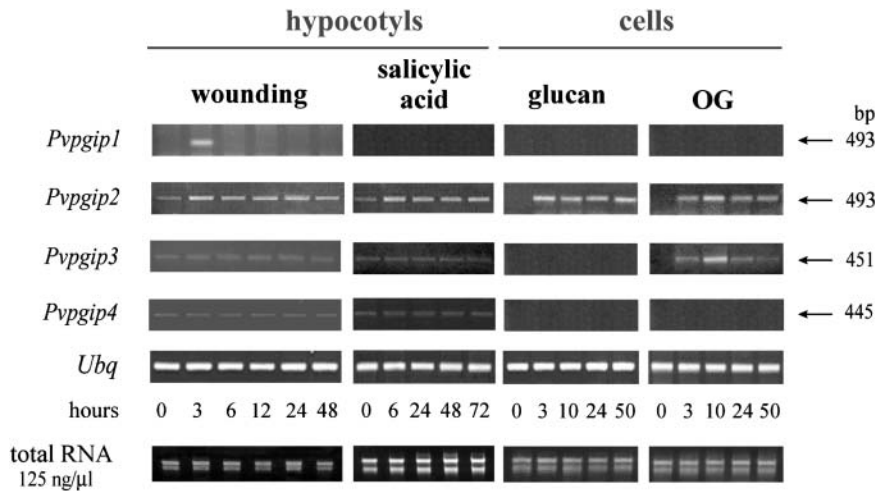 hypocotyls cells
wounding salicylic acid glucan OG bp
Pvpgip1 493
Pvpgip2 493
Pvpgip3 451
Pvpgip4 445
Ubq
hours 0 3 6 12 24 48 0 6 24 48 72 0 3 10 24 50 0 3 10 24 50
total RNA
125 ng/µl